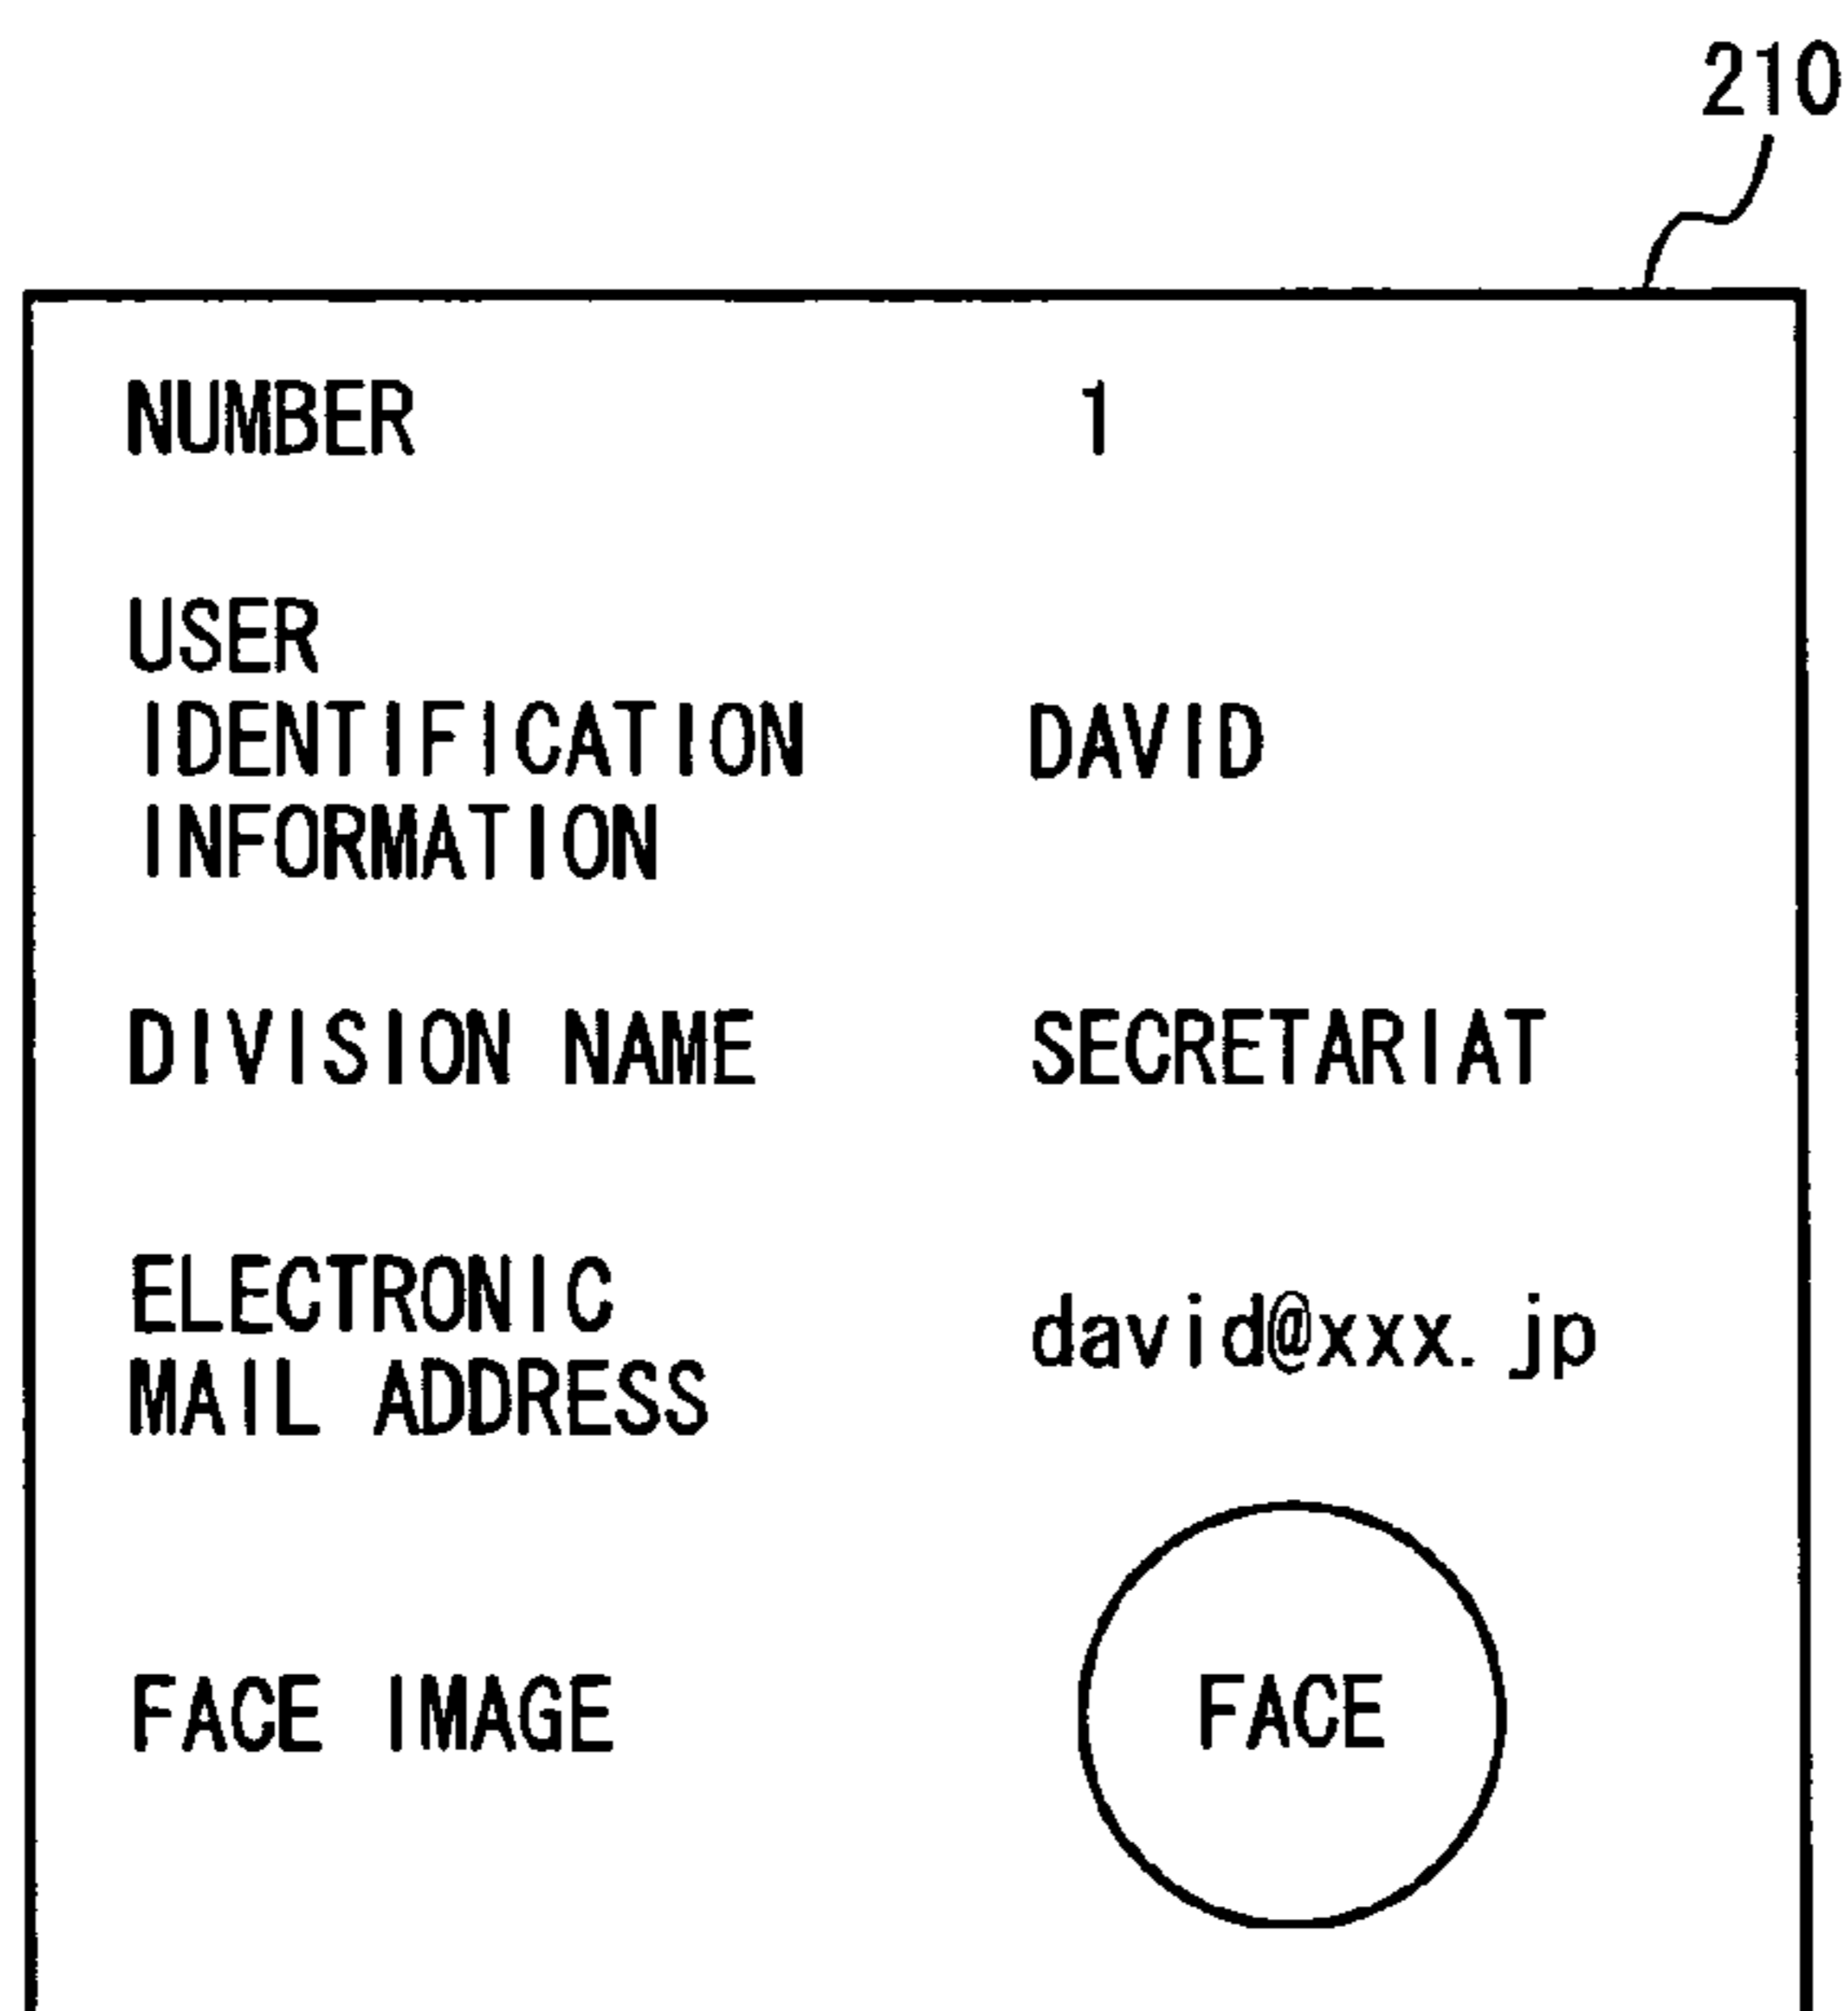 210
NUMBER 1
USER
IDENTIFICATION DAVID
INFORMATION
DIVISION NAME SECRETARIAT
ELECTRONIC
david@xxx.jp
MAIL ADDRESS
FACE IMAGE FACE